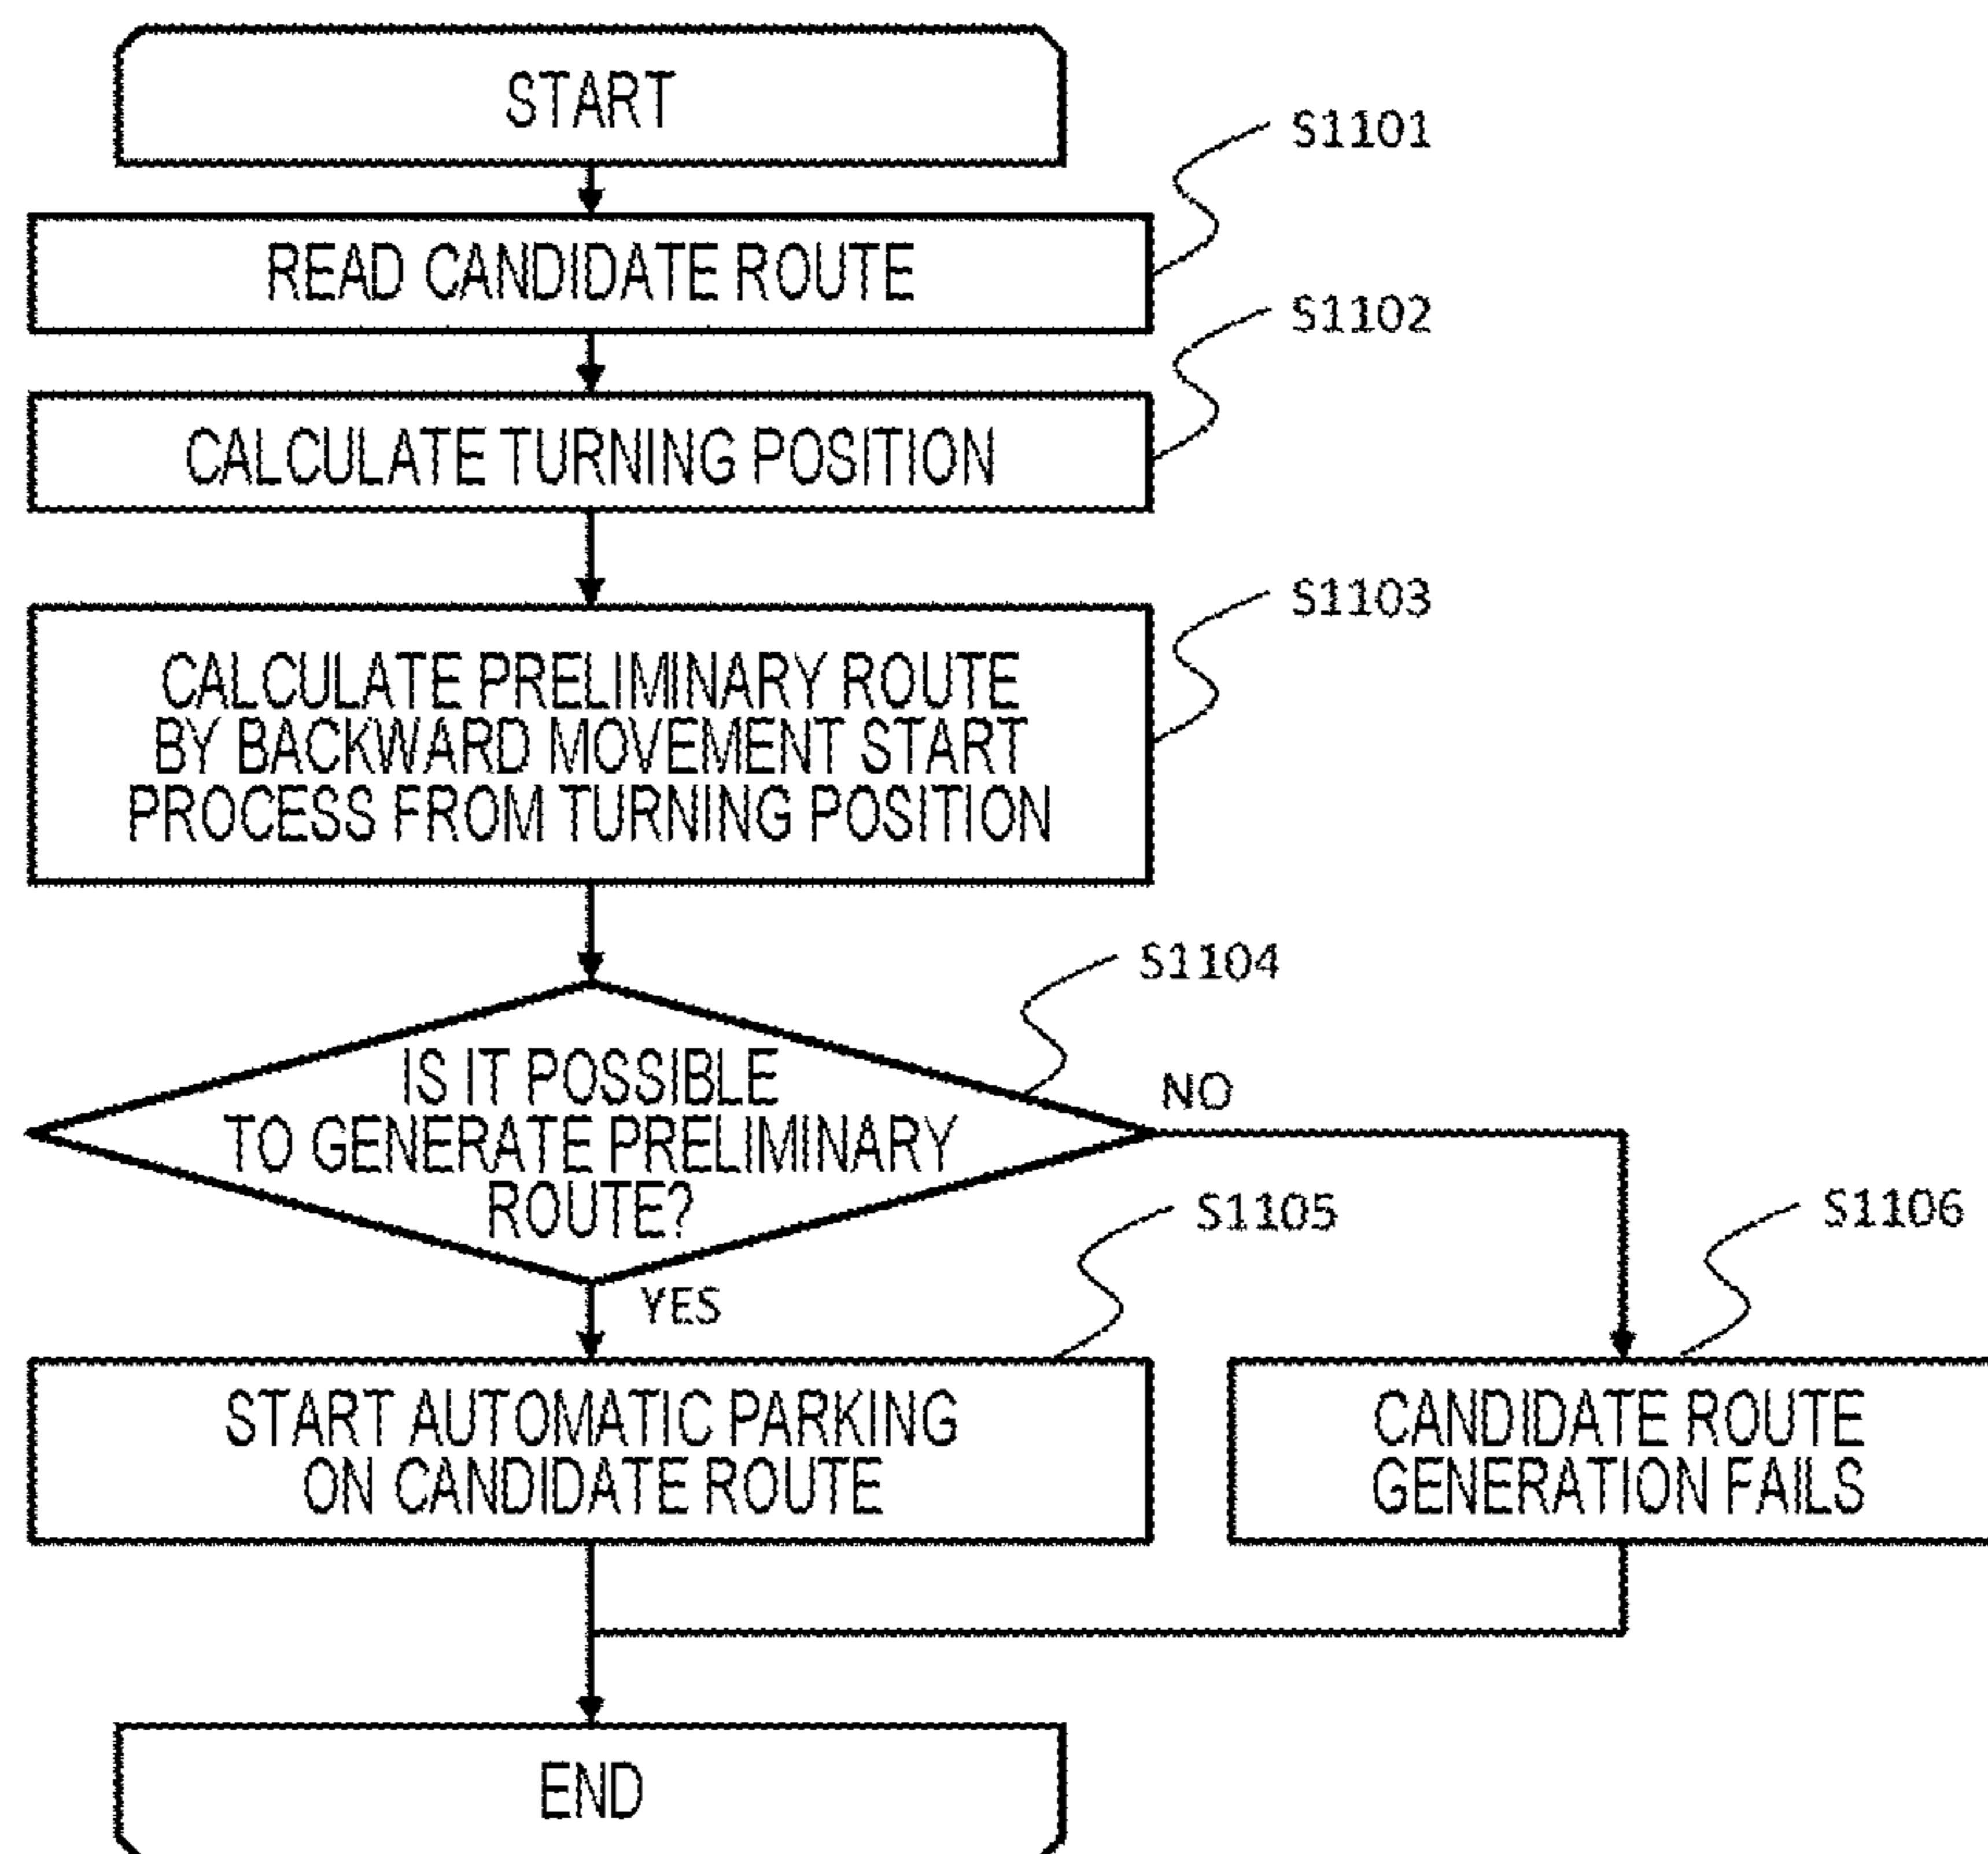 START
S1101
READ CANDIDATE ROUTE
S1102
CALCULATE TURNING POSITION
S1103
CALCULATE PRELIMINARY ROUTE
BY BACKWARD MOVEMENT START
PROCESS FROM TURNING POSITION
S1104
IS IT POSSIBLE
TO GENERATE PRELIMINARY
ROUTE?
NO
YES
S1105
START AUTOMATIC PARKING
ON CANDIDATE ROUTE
S1106
CANDIDATE ROUTE
GENERATION FAILS
END